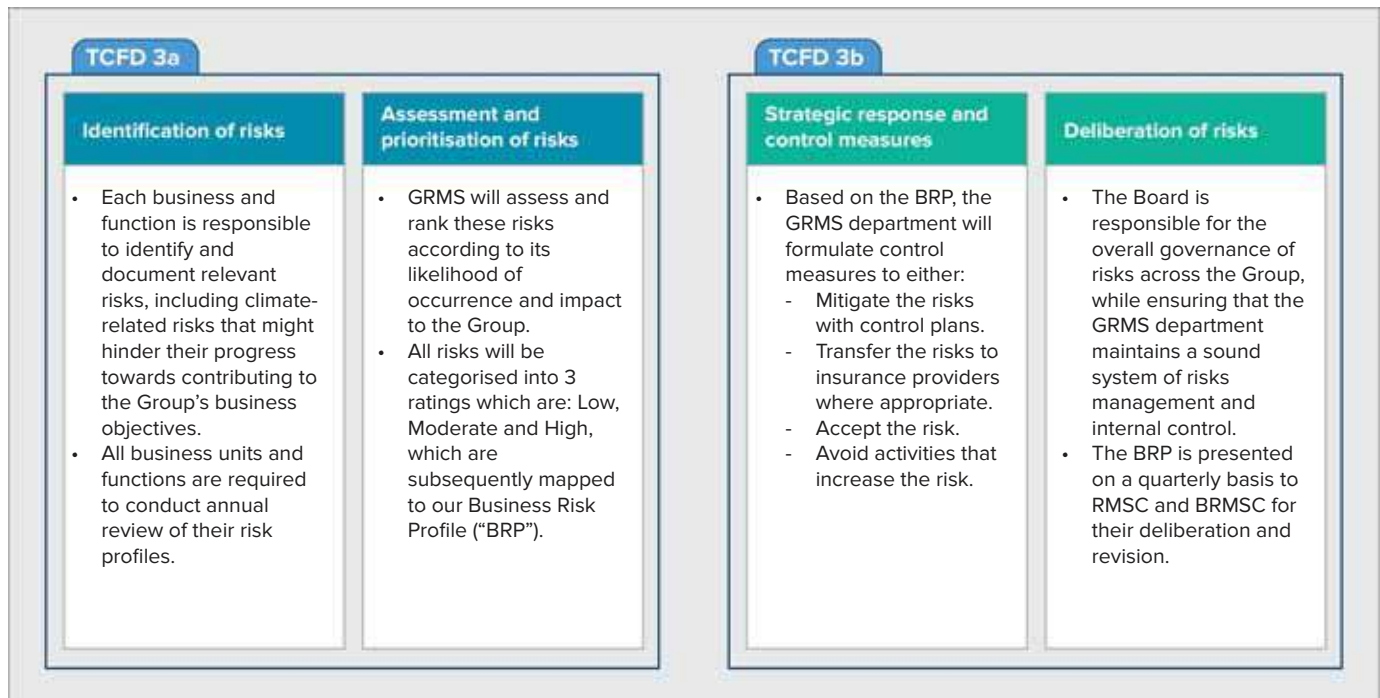 TCFD 3a
Identification of risks
• Each business and
function is responsible
to identify and
document relevant
risks, including climate-
related risks that might
hinder their progress
towards contributing to
the Group’s business
objectives.
• All business units and
functions are required
to conduct annual
review of their risk
profiles.
Assessment and
prioritisation of risks
• GRMS will assess and
rank these risks
according to its
likelihood of
occurrence and impact
to the Group.
• All risks will be
categorised into 3
ratings which are: Low,
Moderate and High,
which are
subsequently mapped
to our Business Risk
Profile (“BRP”).
TCFD 3b
Strategic response and
control measures
• Based on the BRP, the
GRMS department will
formulate control
measures to either:
- Mitigate the risks
with control plans.
- Transfer the risks to
insurance providers
where appropriate.
- Accept the risk.
- Avoid activities that
increase the risk.
Deliberation of risks
• The Board is
responsible for the
overall governance of
risks across the Group,
while ensuring that the
GRMS department
maintains a sound
system of risks
management and
internal control.
• The BRP is presented
on a quarterly basis to
RMSC and BRMSC for
their deliberation and
revision.